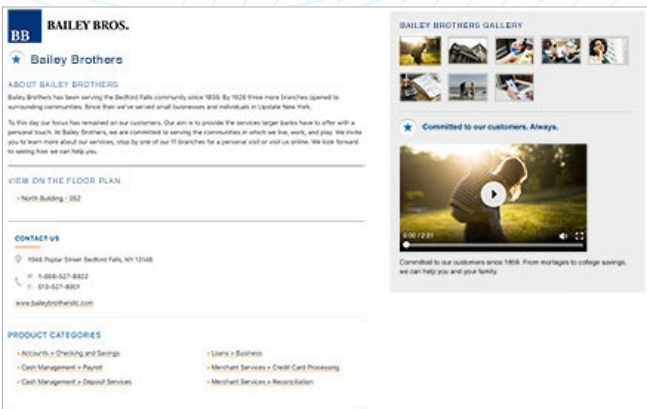 BB
BAILEY BROS.
Bailey Brothers
ABOUT BAILEY BROTHERS
Bailey Brothers has been serving the Bedford Falls community since 1858. By 1928 three more branches opened to
surrounding communities. Since then we've served small businesses and individuals in Upstate New York.
To this day our focus has remained on our customers. Our aim is to provide the services larger banks have to offer with a
personal touch. At Bailey Brothers, we are committed to serving the communities in which we live, work, and play. We invite
you to learn more about our services, stop by one of our 11 branches for a personal visit or visit us online. We look forward
to seeing how we can help you.
VIEW ON THE FLOOR PLAN
• North Building - 352
CONTACT US
1946 Poplar Street Bedford Falls, NY 13148
P: 1-888-527-8922
F: 513-527-8901
www.baileybrothersllc.com
PRODUCT CATEGORIES
• Accounts > Checking and Savings
• Cash Management > Payroll
• Cash Management > Deposit Services
• Loans > Business
• Merchant Services > Credit Card Processing
• Merchant Services > Reconciliation
BAILEY BROTHERS GALLERY
Committed to our customers. Always.
0:00 / 2:31
Committed to our customers since 1858. From mortages to college savings,
we can help you and your family.